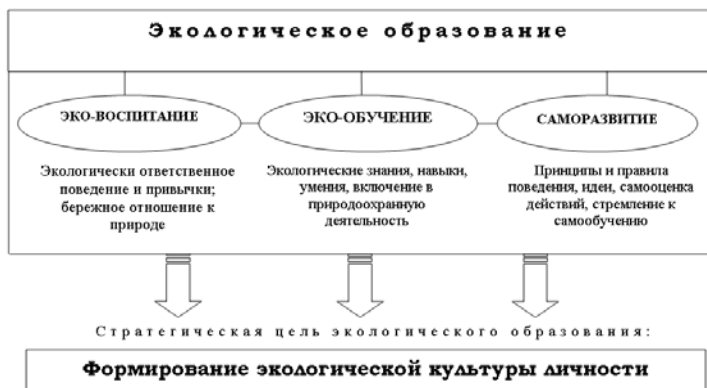 Экологическое образование
ЭКО-ВОСПИТАНИЕ
ЭКО-ОБУЧЕНИЕ
САМОРАЗВИТИЕ
Экологически ответственное
поведение и привычки;
бережное отношение к
природе
Экологические знания, навыки,
умения, включение в
природоохранную
деятельность
Принципы и правила
поведения, идеи, самооценка
действий, стремление к
самообучению
Стратегическая цель экологического образования:
Формирование экологической культуры личности